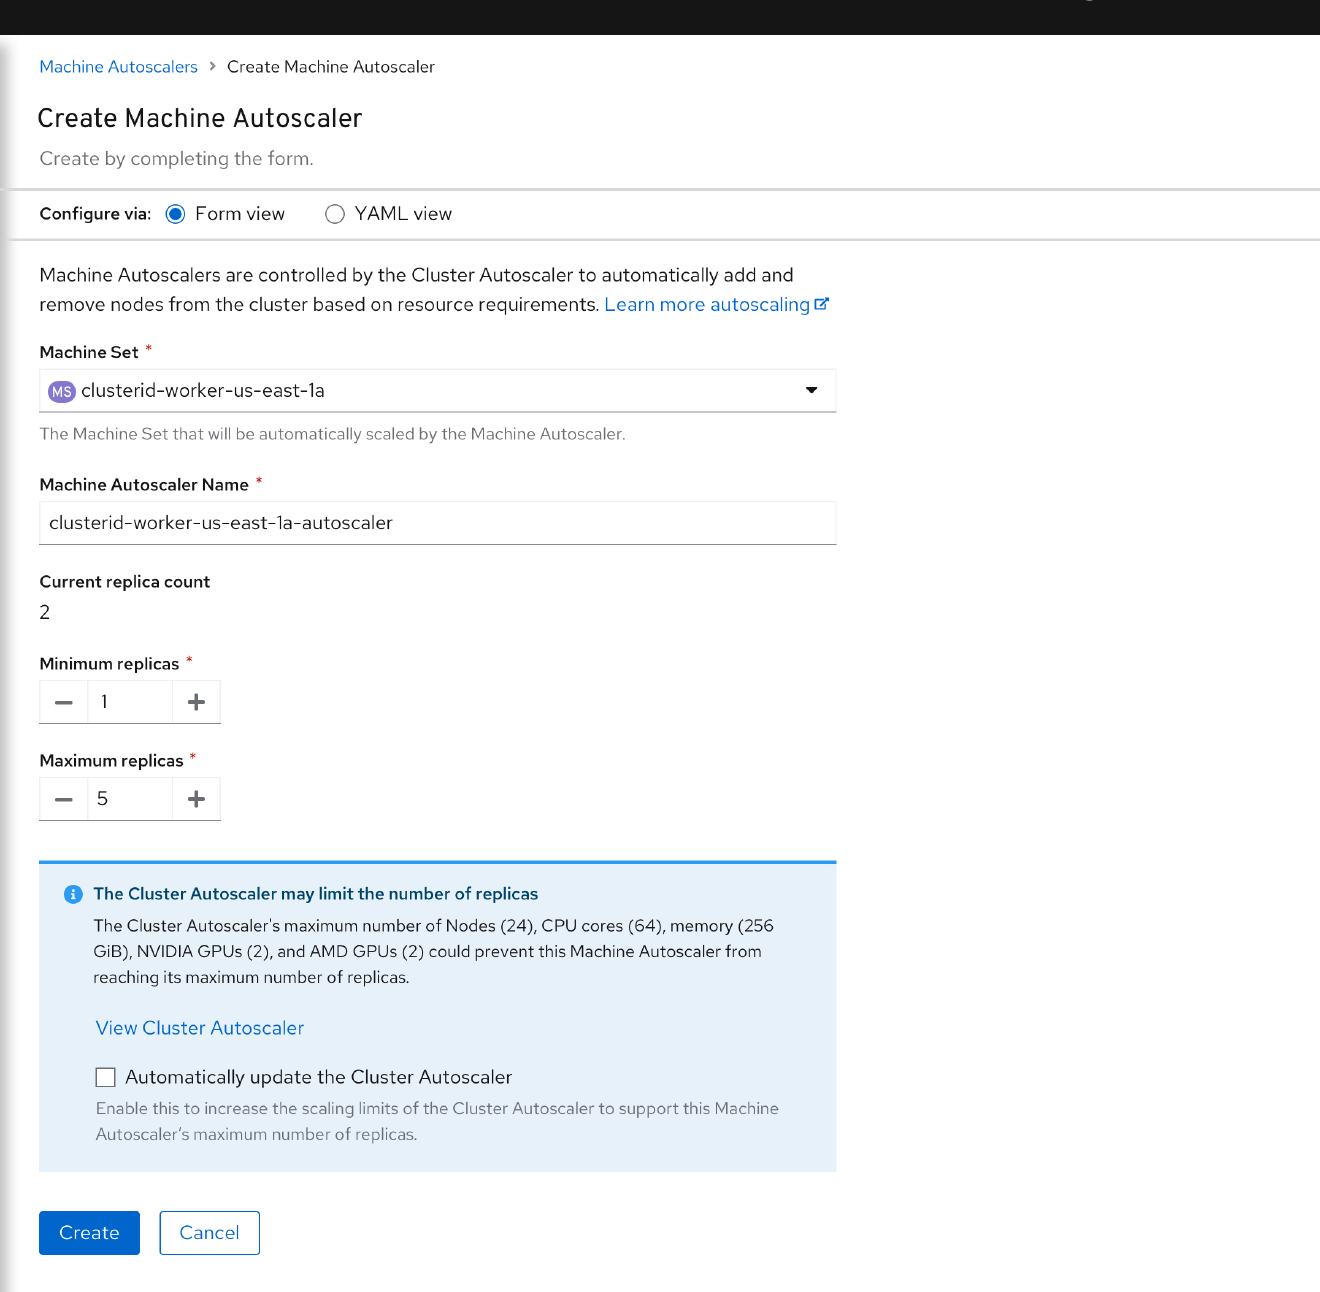 Machine Autoscalers > Create Machine Autoscaler
Create Machine Autoscaler
Create by completing the form.
Configure via: Form view YAML view
Machine Autoscalers are controlled by the Cluster Autoscaler to automatically add and
remove nodes from the cluster based on resource requirements. Learn more autoscaling
Machine Set *
MS clusterid-worker-us-east-1a
The Machine Set that will be automatically scaled by the Machine Autoscaler.
Machine Autoscaler Name *
clusterid-worker-us-east-1a-autoscaler
Current replica count
2
Minimum replicas *
1
Maximum replicas *
5
The Cluster Autoscaler may limit the number of replicas
The Cluster Autoscaler's maximum number of Nodes (24), CPU cores (64), memory (256
GiB), NVIDIA GPUs (2), and AMD GPUs (2) could prevent this Machine Autoscaler from
reaching its maximum number of replicas.
View Cluster Autoscaler
Automatically update the Cluster Autoscaler
Enable this to increase the scaling limits of the Cluster Autoscaler to support this Machine
Autoscaler's maximum number of replicas.
Create Cancel